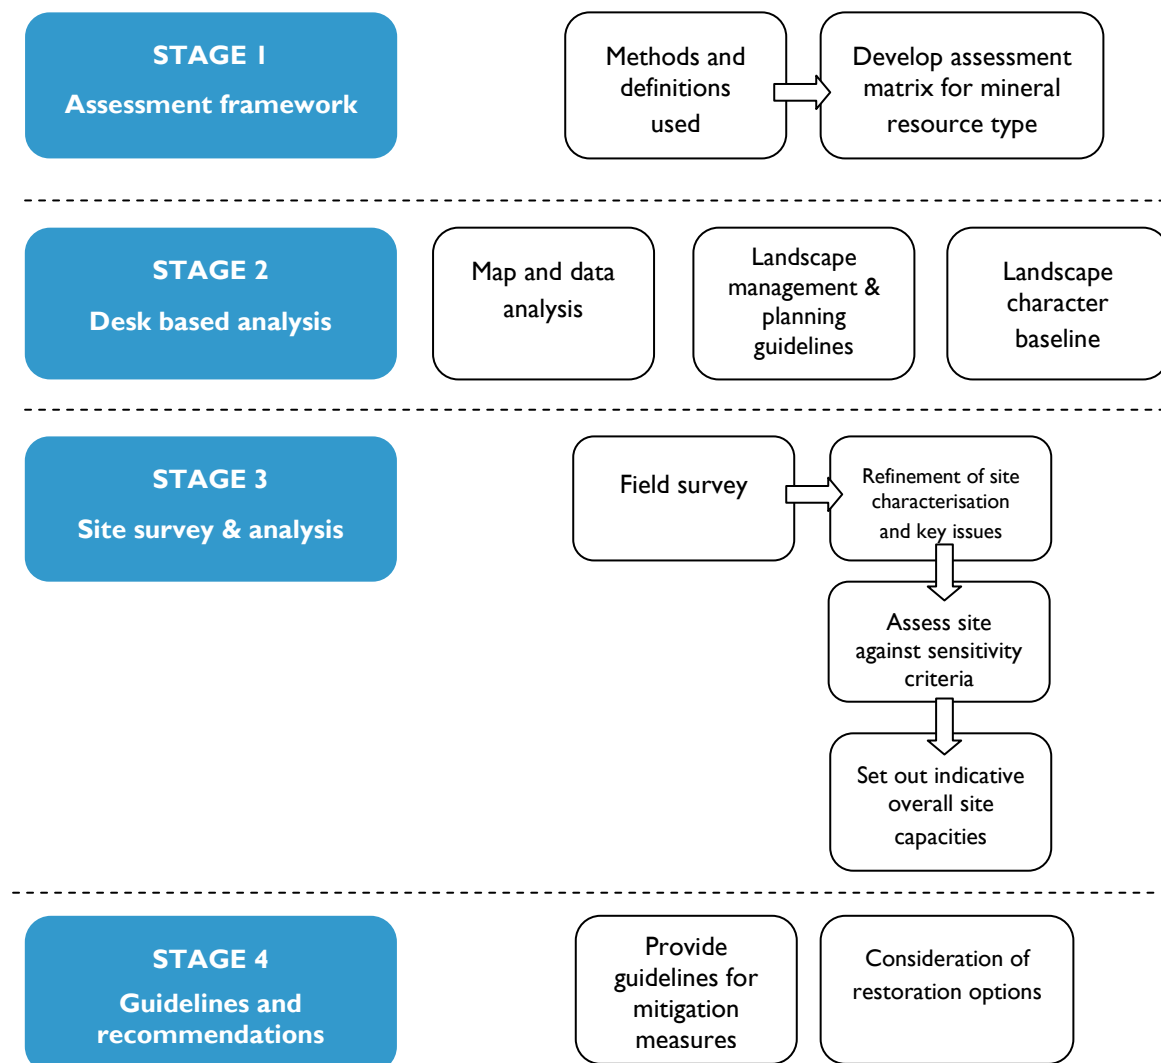 STAGE 1
Assessment framework
Methods and
definitions
used
Develop assessment
matrix for mineral
resource type
STAGE 2
Desk based analysis
Map and data
analysis
Landscape
management &
planning
guidelines
Landscape
character
baseline
STAGE 3
Site survey & analysis
Field survey
Refinement of site
characterisation
and key issues
Assess site
against sensitivity
criteria
Set out indicative
overall site
capacities
STAGE 4
Guidelines and
recommendations
Provide
guidelines for
mitigation
measures
Consideration of
restoration options